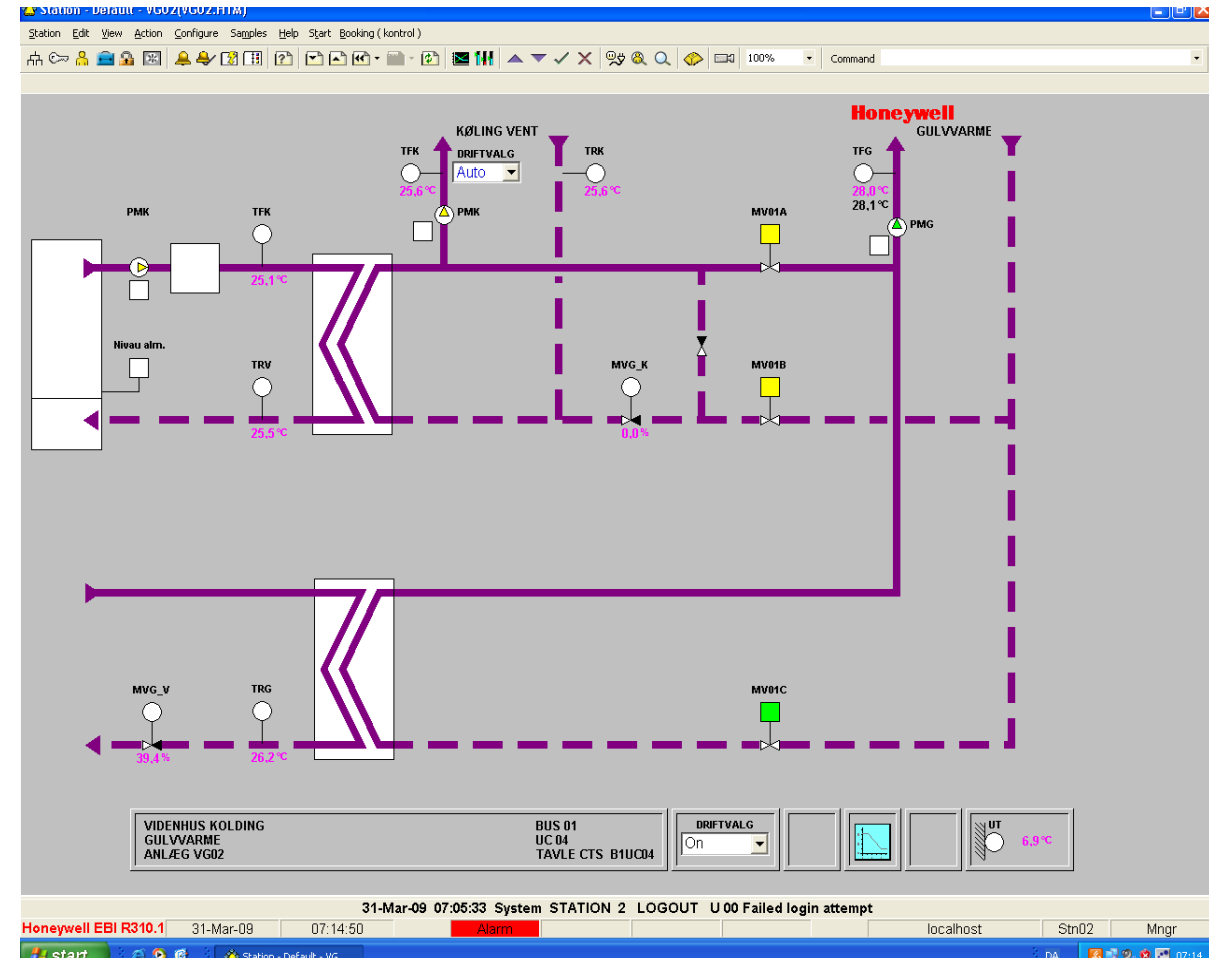 Station - Default - VG02(VG02.HTM)
Station Edit View Action Configure Samples Help Start Booking ( kontrol )
100% Command
Honeywell
KØLING VENT GULVVARME
TFK DRIFTVALG TRK TFG
Auto
25,6 °C 25,6 °C 28,0 °C
28,1 °C
PMK TFK PMK MV01A PMG
25,1 °C
Nivau alm.
TRV MVG_K MV01B
25,5 °C 0,0 %
MVG_V TRG MV01C
39,4 % 26,2 °C
VIDENHUS KOLDING BUS 01 DRIFTVALG UT
GULVVARME UC 04 On 6,9 °C
ANLÆG VG02 TAVLE CTS B1UC04
31-Mar-09 07:05:33 System STATION 2 LOGOUT U 00 Failed login attempt
Honeywell EBI R310.1 31-Mar-09 07:14:50 Alarm localhost Stn02 Mngr
start Station - Default - VG... DA 07:14